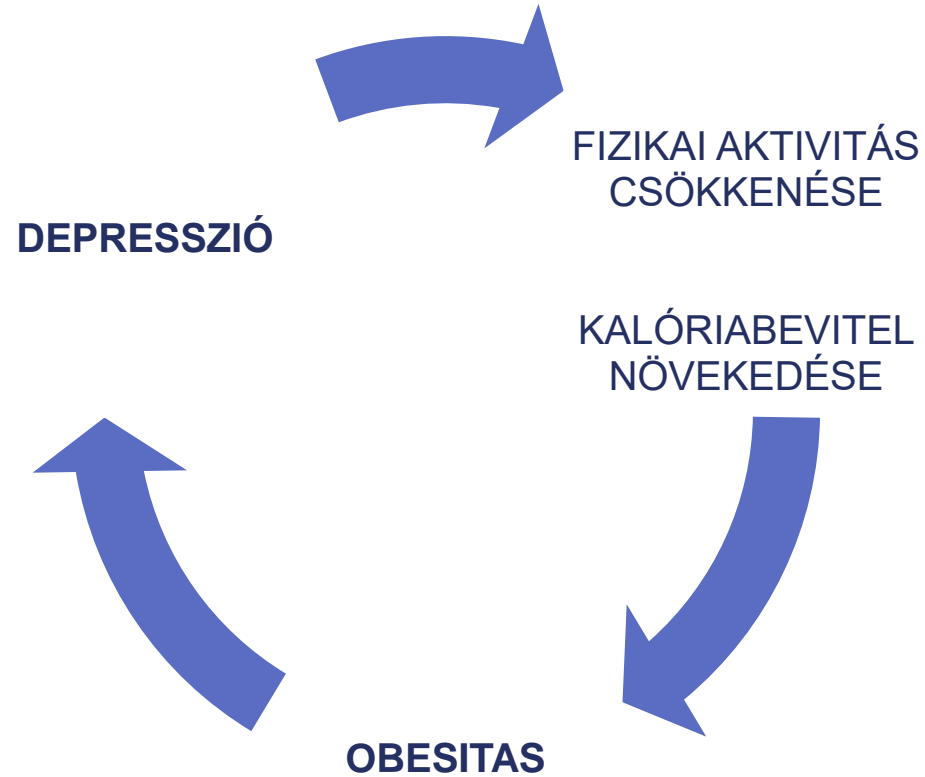 FIZIKAI AKTIVITÁS
CSÖKKENÉSE
DEPRESSZIÓ
KALÓRIABEVITEL
NÖVEKEDÉSE
OBESITAS